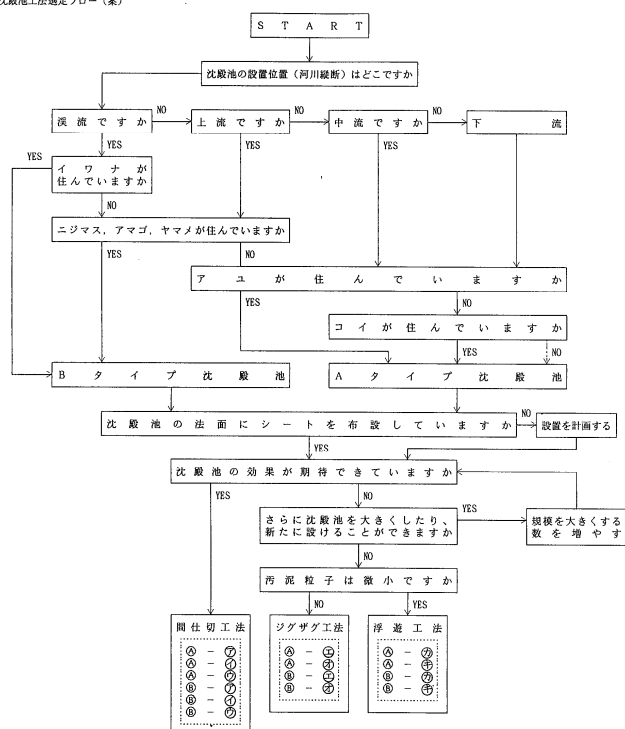 沈殿池工法選定フロー（案）
START
沈殿池の設置位置（河川縦断）はどこですか
渓流ですか
NO
上流ですか
NO
中流ですか
NO
下流
YES
YES
YES
YES
イワナが
住んでいますか
NO
ニジマス，アマゴ，ヤマメが住んでいますか
YES
NO
アユが住んでいますか
YES
NO
コイが住んでいますか
YES
NO
Bタイプ沈殿池
Aタイプ沈殿池
沈殿池の法面にシートを布設していますか
NO
設置を計画する
YES
沈殿池の効果が期待できていますか
YES
NO
さらに沈殿池を大きくしたり、
新たに設けることができますか
YES
規模を大きくする
数を増やす
NO
汚泥粒子は微小ですか
NO
YES
間仕切工法
Ⓐ － ㋐
Ⓐ － ㋑
Ⓐ － ㋒
Ⓑ － ㋐
Ⓑ － ㋑
Ⓑ － ㋒
ジグザグ工法
Ⓐ － ㋓
Ⓐ － ㋔
Ⓑ － ㋓
Ⓑ － ㋔
浮遊工法
Ⓐ － ㋕
Ⓐ － ㋖
Ⓑ － ㋕
Ⓑ － ㋖